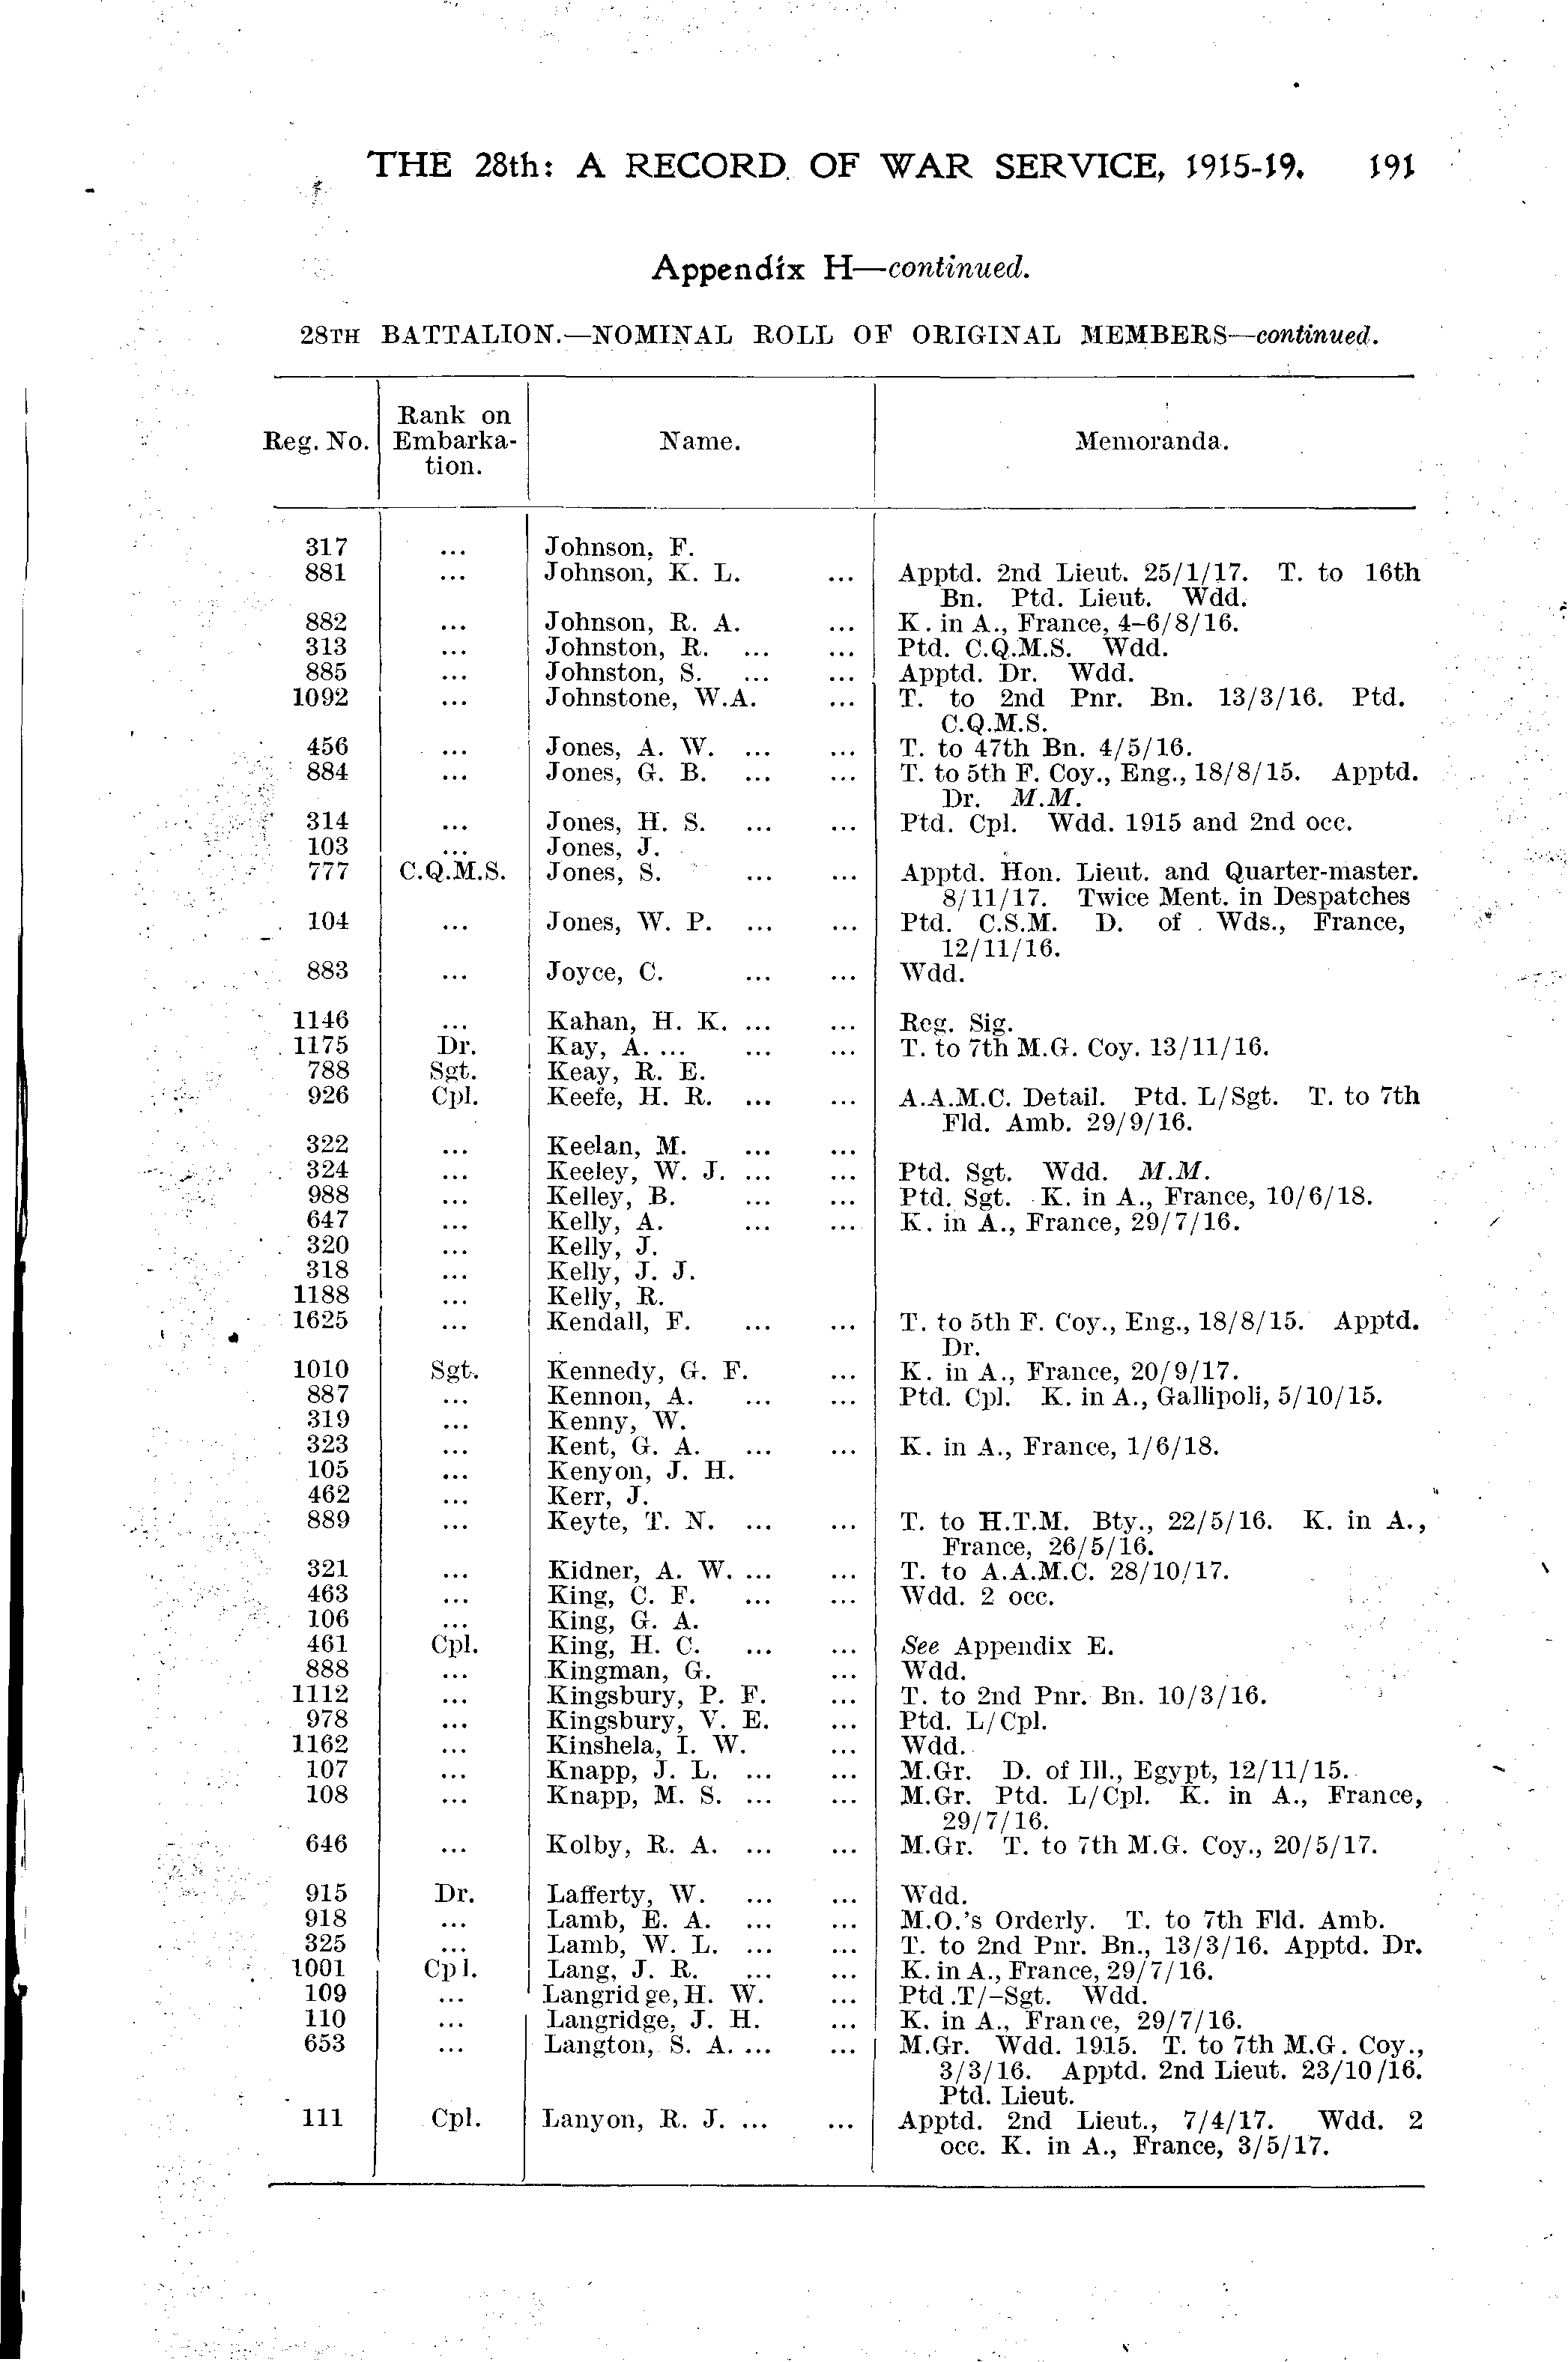 THE 28th: A RECORD OF WAR SERVICE, 1915-19. 191
Appendix H—continued.
28TH BATTALION.—NOMINAL ROLL OF ORIGINAL MEMBERS—continued.
Reg. No. Rank on Embarka- tion. Name. Memoranda.
317 ... Johnson, F.
881 ... Johnson, K. L. ... Apptd. 2nd Lieut. 25/1/17. T. to 16th
Bn. Ptd. Lieut. Wdd.
882 ... Johnson, R. A. ... K. in A., France, 4-6/8/16.
313 ... Johnston, R. ... ... Ptd. C.Q.M.S. Wdd.
885 ... Johnston, S. ... ... Apptd. Dr. Wdd.
1092 ... Johnstone, W.A. ... T. to 2nd Pnr. Bn. 13/3/16. Ptd.
C.Q.M.S.
456 ... Jones, A. W. ... ... T. to 47th Bn. 4/5/16.
884 ... Jones, G. B. ... ... T. to 5th F. Coy., Eng., 18/8/15. Apptd.
Dr. M.M.
314 ... Jones, H. S. ... ... Ptd. Cpl. Wdd. 1915 and 2nd occ.
103 ... Jones, J.
777 C.Q.M.S. Jones, S. ... ... Apptd. Hon. Lieut. and Quarter-master.
8/11/17. Twice Ment. in Despatches
104 ... Jones, W. P. ... ... Ptd. C.S.M. D. of Wds., France,
12/11/16.
883 ... Joyce, C. ... ... Wdd.
1146 ... Kahan, H. K. ... ... Reg. Sig.
1175 Dr. Kay, A. ... ... ... T. to 7th M.G. Coy. 13/11/16.
788 Sgt. Keay, R. E.
926 Cpl. Keefe, H. R. ... ... A.A.M.C. Detail. Ptd. L/Sgt. T. to 7th
Fld. Amb. 29/9/16.
322 ... Keelan, M. ... ...
324 ... Keeley, W. J. ... ... Ptd. Sgt. Wdd. M.M.
988 ... Kelley, B. ... ... Ptd. Sgt. K. in A., France, 10/6/18.
647 ... Kelly, A. ... ... K. in A., France, 29/7/16.
320 ... Kelly, J.
318 ... Kelly, J. J.
1188 ... Kelly, R.
1625 ... Kendall, F. ... ... T. to 5th F. Coy., Eng., 18/8/15. Apptd.
Dr.
1010 Sgt. Kennedy, G. F. ... K. in A., France, 20/9/17.
887 ... Kennon, A. ... ... Ptd. Cpl. K. in A., Gallipoli, 5/10/15.
319 ... Kenny, W.
323 ... Kent, G. A. ... ... K. in A., France, 1/6/18.
105 ... Kenyon, J. H.
462 ... Kerr, J.
889 ... Keyte, T. N. ... ... T. to H.T.M. Bty., 22/5/16. K. in A.,
France, 26/5/16.
321 ... Kidner, A. W. ... ... T. to A.A.M.C. 28/10/17.
463 ... King, C. F. ... ... Wdd. 2 occ.
106 ... King, G. A.
461 Cpl. King, H. C. ... ... See Appendix E.
888 ... Kingman, G. ... Wdd.
1112 ... Kingsbury, P. F. ... T. to 2nd Pnr. Bn. 10/3/16.
978 ... Kingsbury, V. E. ... Ptd. L/Cpl.
1162 ... Kinshela, I. W. ... Wdd.
107 ... Knapp, J. L. ... ... M.Gr. D. of Ill., Egypt, 12/11/15.
108 ... Knapp, M. S. ... ... M.Gr. Ptd. L/Cpl. K. in A., France,
29/7/16.
646 ... Kolby, R. A. ... ... M.Gr. T. to 7th M.G. Coy., 20/5/17.
915 Dr. Lafferty, W. ... ... Wdd.
918 ... Lamb, E. A. ... ... M.O.'s Orderly. T. to 7th Fld. Amb.
325 ... Lamb, W. L. ... ... T. to 2nd Pnr. Bn., 13/3/16. Apptd. Dr.
1001 Cpl. Lang, J. R. ... ... K. in A., France, 29/7/16.
109 ... Langridge, H. W. ... Ptd. T/-Sgt. Wdd.
110 ... Langridge, J. H. ... K. in A., France, 29/7/16.
653 ... Langton, S. A. ... ... M.Gr. Wdd. 1915. T. to 7th M.G. Coy.,
3/3/16. Apptd. 2nd Lieut. 23/10/16.
Ptd. Lieut.
111 Cpl. Lanyon, R. J. ... ... Apptd. 2nd Lieut., 7/4/17. Wdd. 2
occ. K. in A., France, 3/5/17.